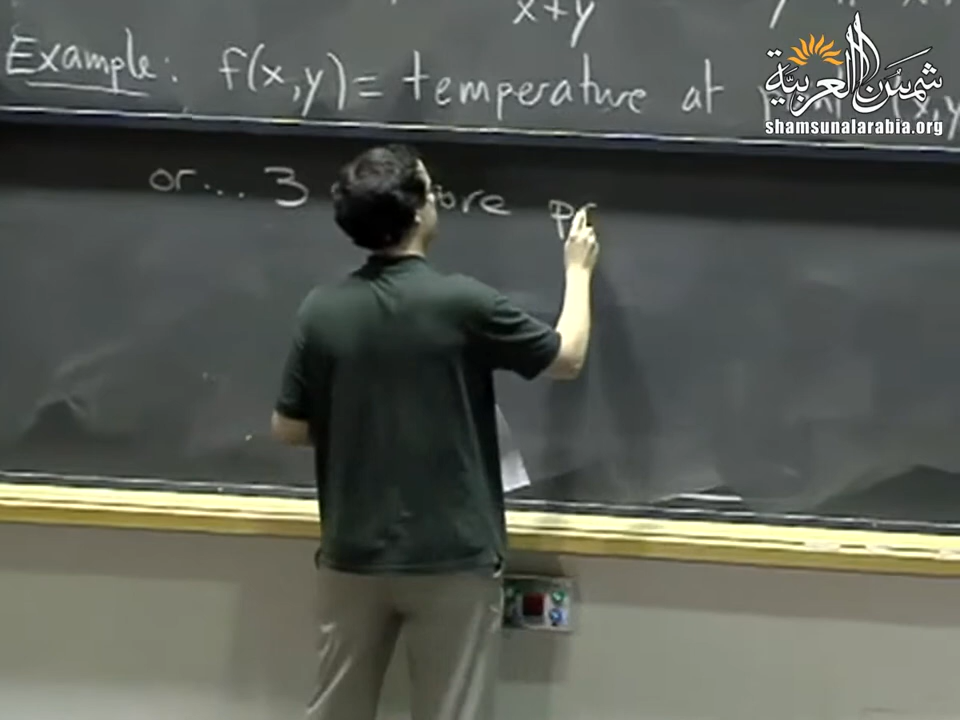 x+y
Example: f(x,y) = temperature at
شمس العربية
shamsunalarabia.org
or... 3